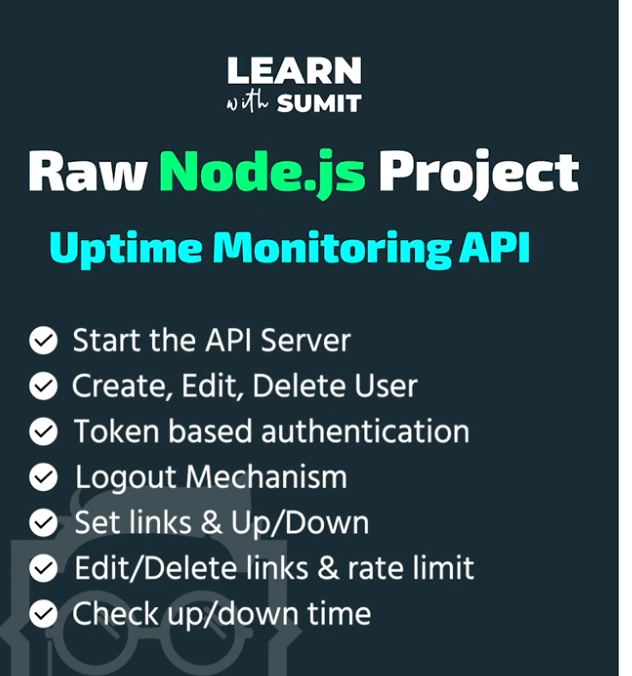 LEARN
with SUMIT
Raw Node.js Project
Uptime Monitoring API
Start the API Server
Create, Edit, Delete User
Token based authentication
Logout Mechanism
Set links & Up/Down
Edit/Delete links & rate limit
Check up/down time